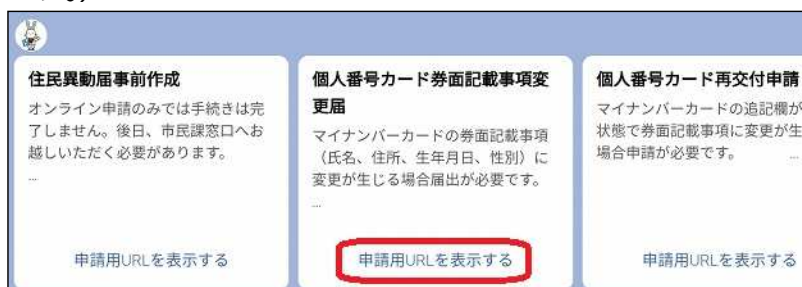 住民異動届事前作成
オンライン申請のみでは手続きは完
了しません。後日、市民課窓口へお
越しいただく必要があります。
...
申請用URLを表示する
個人番号カード券面記載事項変
更届
マイナンバーカードの券面記載事項
（氏名、住所、生年月日、性別）に
変更が生じる場合届出が必要です。
...
申請用URLを表示する
個人番号カード再交付申請
マイナンバーカードの追記欄が
状態で券面記載事項に変更が生
場合申請が必要です。 ...
申請用URLを表示する